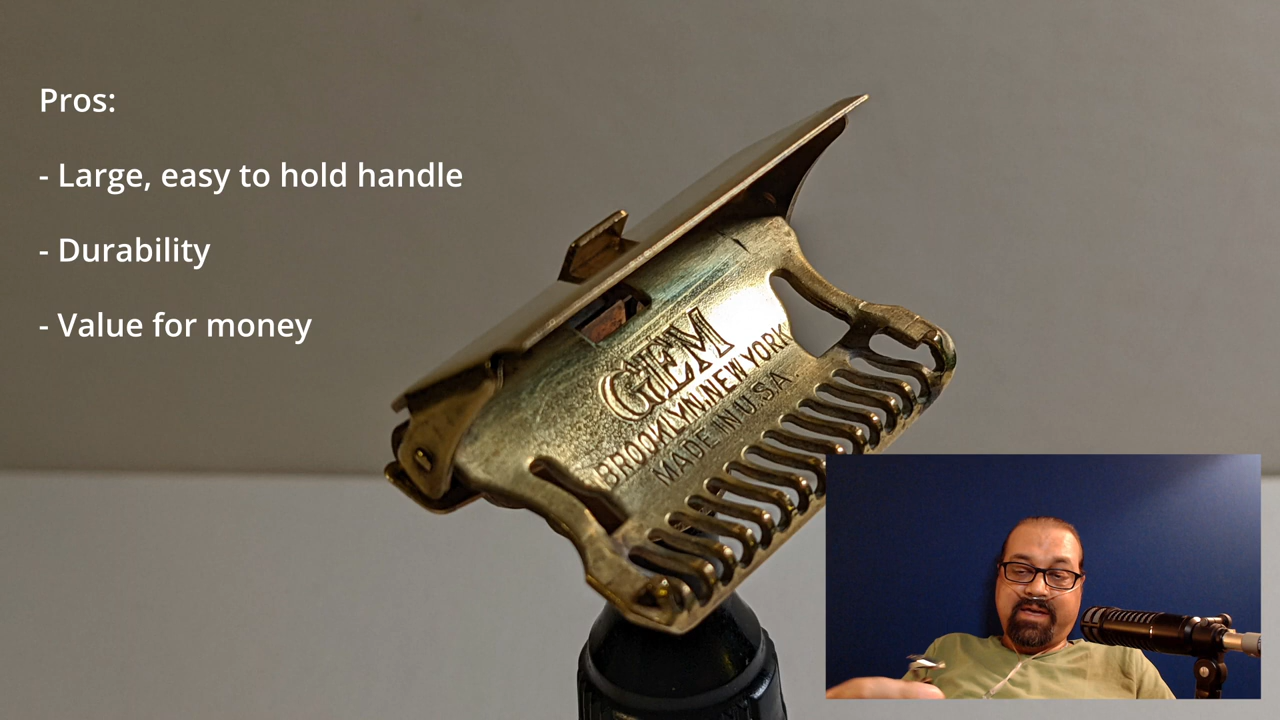 Pros:
- Large, easy to hold handle
- Durability
- Value for money
GEM
BROOKLYN, NEW YORK
MADE IN U.S.A.